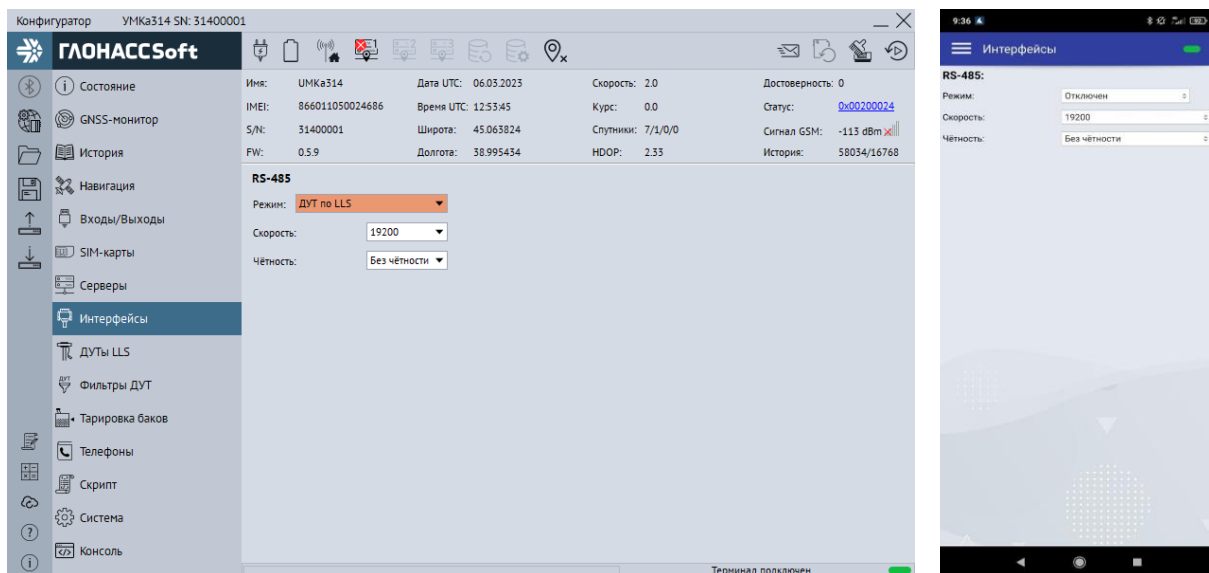 Конфигуратор УМКа314 SN: 31400001
ГЛОНАССSoft
Состояние
GNSS-монитор
История
Навигация
Входы/Выходы
SIM-карты
Серверы
Интерфейсы
ДУТы LLS
Фильтры ДУТ
Тарировка баков
Телефоны
Скрипт
Система
Консоль
Имя: UMKa314 Дата UTC: 06.03.2023 Скорость: 2.0 Достоверность: 0
IMEI: 866011050024686 Время UTC: 12:53:45 Курс: 0.0 Статус: 0x00200024
S/N: 31400001 Широта: 45.063824 Спутники: 7/1/0/0 Сигнал GSM: -113 dBm
FW: 0.5.9 Долгота: 38.995434 HDOP: 2.33 История: 58034/16768
RS-485
Режим: ДУТ по LLS
Скорость: 19200
Чётность: Без чётности
Терминал подключен
9:36
92
Интерфейсы
RS-485:
Режим: Отключен
Скорость: 19200
Чётность: Без чётности